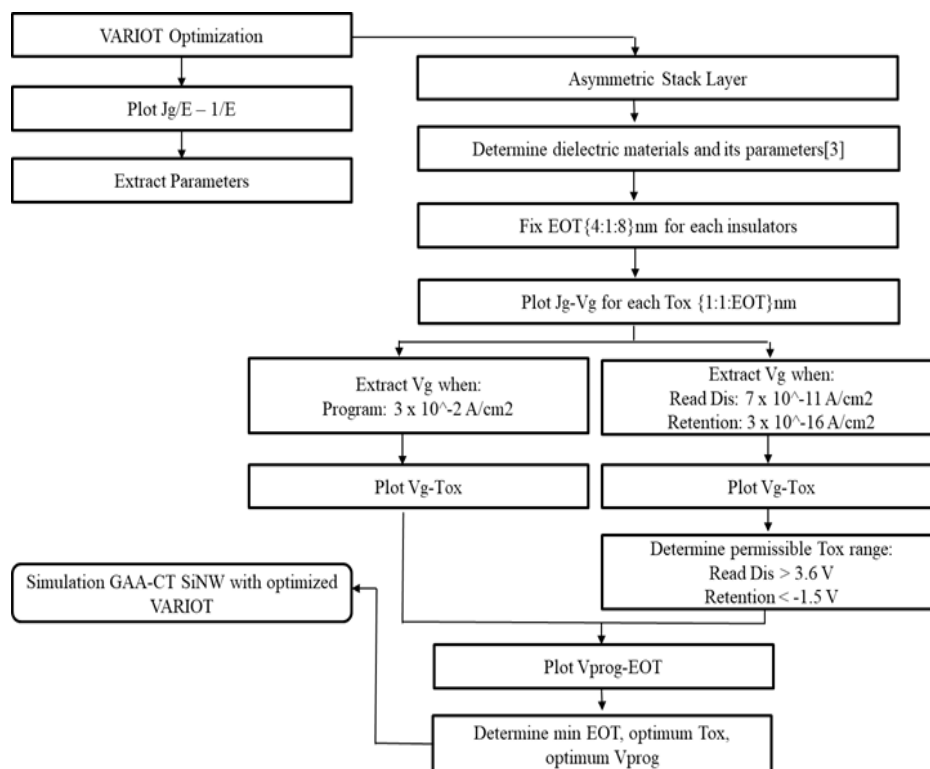 VARIOT Optimization
Plot Jg/E – 1/E
Extract Parameters
Asymmetric Stack Layer
Determine dielectric materials and its parameters[3]
Fix EOT{4:1:8}nm for each insulators
Plot Jg-Vg for each Tox {1:1:EOT}nm
Extract Vg when:
Program: 3 x 10^-2 A/cm2
Plot Vg-Tox
Extract Vg when:
Read Dis: 7 x 10^-11 A/cm2
Retention: 3 x 10^-16 A/cm2
Plot Vg-Tox
Determine permissible Tox range:
Read Dis > 3.6 V
Retention < -1.5 V
Plot Vprog-EOT
Determine min EOT, optimum Tox,
optimum Vprog
Simulation GAA-CT SiNW with optimized
VARIOT